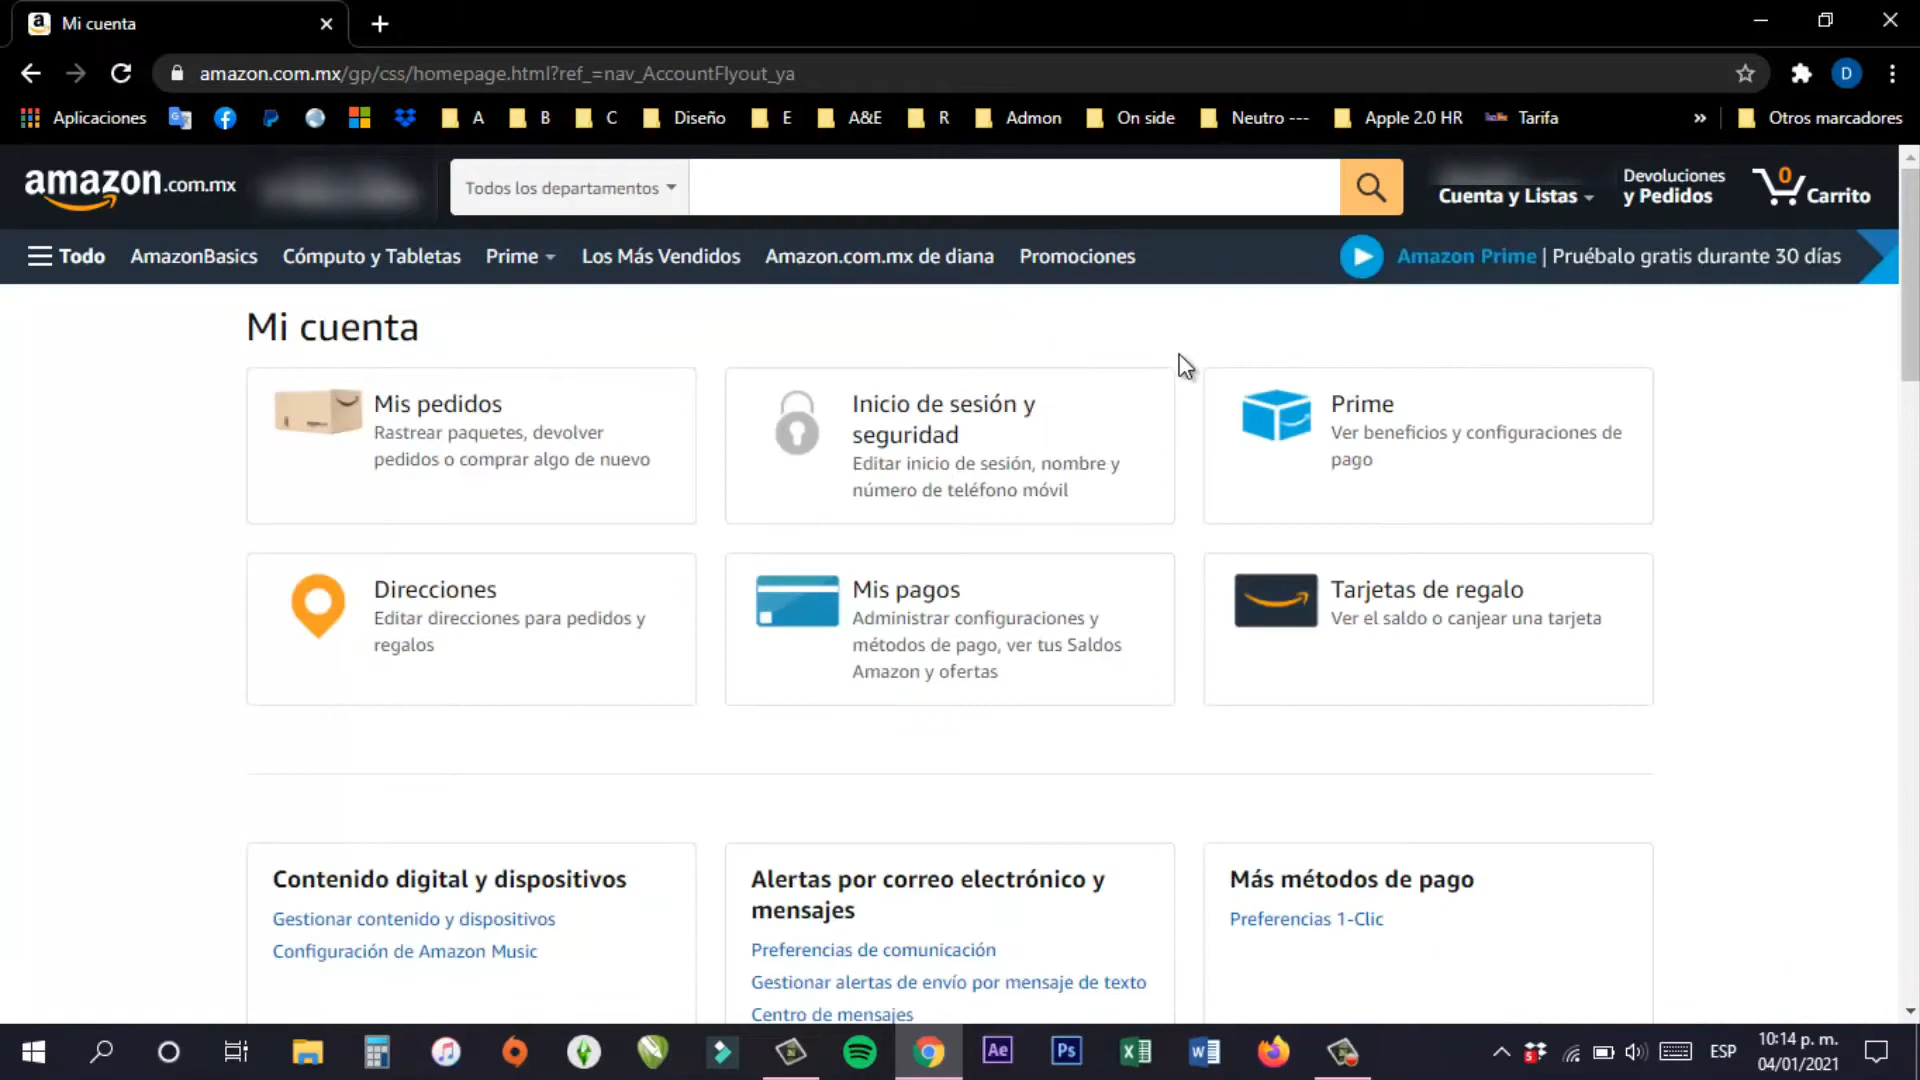 Mi cuenta
amazon.com.mx/gp/css/homepage.html?ref_=nav_AccountFlyout_ya
D
Aplicaciones A B C Diseño E A&E R Admon On side Neutro --- Apple 2.0 HR Tarifa » Otros marcadores
amazon.com.mx
Todos los departamentos
Cuenta y Listas
Devoluciones
y Pedidos
0
Carrito
Todo AmazonBasics Cómputo y Tabletas Prime Los Más Vendidos Amazon.com.mx de diana Promociones
Amazon Prime | Pruébalo gratis durante 30 días
Mi cuenta
Mis pedidos
Rastrear paquetes, devolver
pedidos o comprar algo de nuevo
Inicio de sesión y
seguridad
Editar inicio de sesión, nombre y
número de teléfono móvil
Prime
Ver beneficios y configuraciones de
pago
Direcciones
Editar direcciones para pedidos y
regalos
Mis pagos
Administrar configuraciones y
métodos de pago, ver tus Saldos
Amazon y ofertas
Tarjetas de regalo
Ver el saldo o canjear una tarjeta
Contenido digital y dispositivos
Gestionar contenido y dispositivos
Configuración de Amazon Music
Alertas por correo electrónico y
mensajes
Preferencias de comunicación
Gestionar alertas de envío por mensaje de texto
Centro de mensajes
Más métodos de pago
Preferencias 1-Clic
Ae
Ps
ESP
10:14 p. m.
04/01/2021